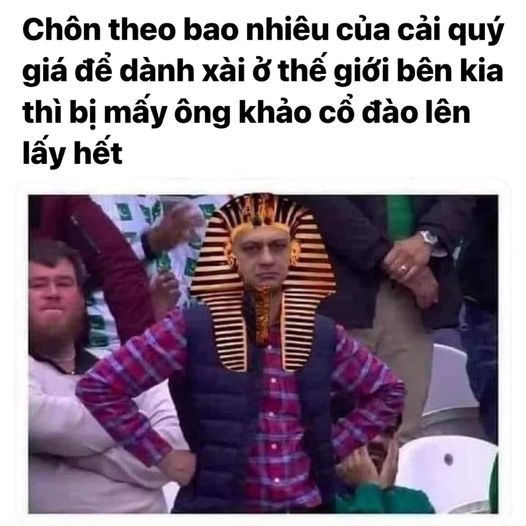 Chôn theo bao nhiêu của cải quý
giá để dành xài ở thế giới bên kia
thì bị mấy ông khảo cổ đào lên
lấy hết